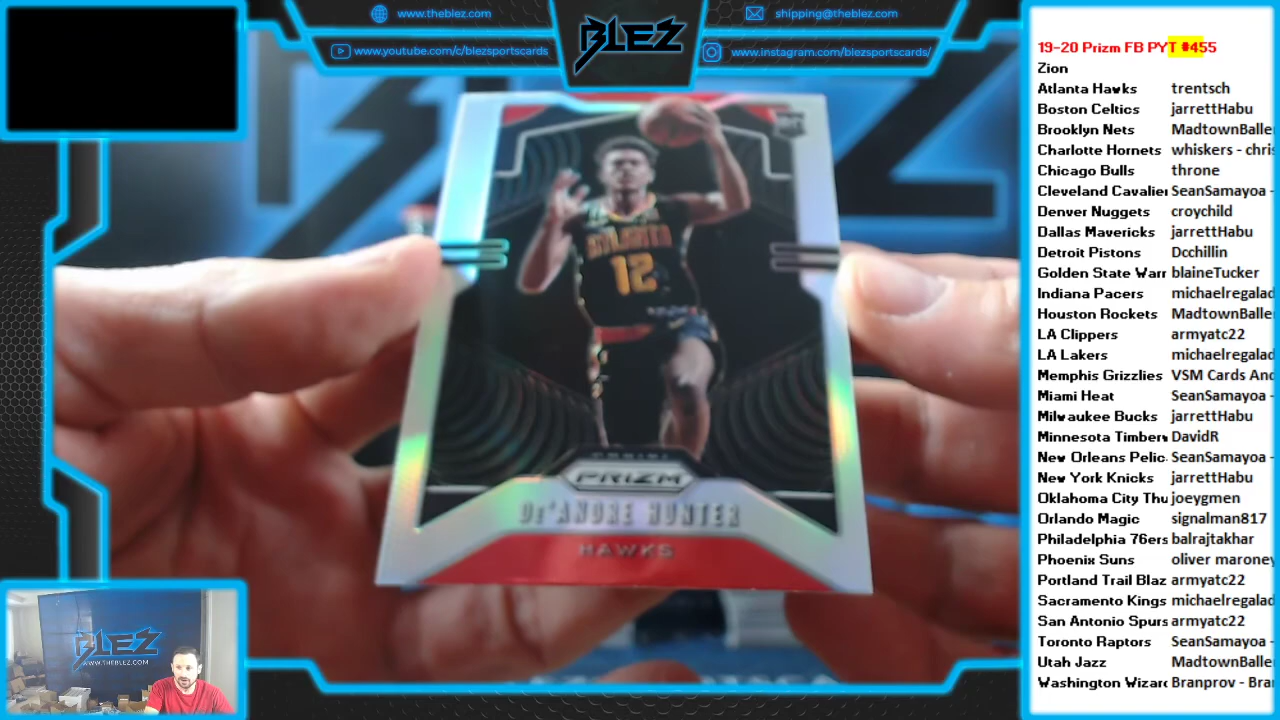 www.theblez.com
www.youtube.com/c/blezsportscards
BLEZ
shipping@theblez.com
www.instagram.com/blezsportscards/
ATLANTA
12
PANINI
PRIZM
DE'ANDRE HUNTER
HAWKS
BLEZ
WWW.THEBLEZ.COM
19-20 Prizm FB PYT #455
Zion
Atlanta Hawks trentsch
Boston Celtics jarrettHabu
Brooklyn Nets MadtownBalle
Charlotte Hornets whiskers - chris
Chicago Bulls throne
Cleveland Cavalier SeanSamayoa -
Denver Nuggets croychild
Dallas Mavericks jarrettHabu
Detroit Pistons Dcchillin
Golden State Warr blaineTucker
Indiana Pacers michaelregalad
Houston Rockets MadtownBalle
LA Clippers armyatc22
LA Lakers michaelregalad
Memphis Grizzlies VSM Cards And
Miami Heat SeanSamayoa -
Milwaukee Bucks jarrettHabu
Minnesota Timberw DavidR
New Orleans Pelic SeanSamayoa -
New York Knicks jarrettHabu
Oklahoma City Thu joeygmen
Orlando Magic signalman817
Philadelphia 76ers balrajtakhar
Phoenix Suns oliver maroney
Portland Trail Blaz armyatc22
Sacramento Kings michaelregalad
San Antonio Spurs armyatc22
Toronto Raptors SeanSamayoa -
Utah Jazz MadtownBalle
Washington Wizard Branprov - Bra